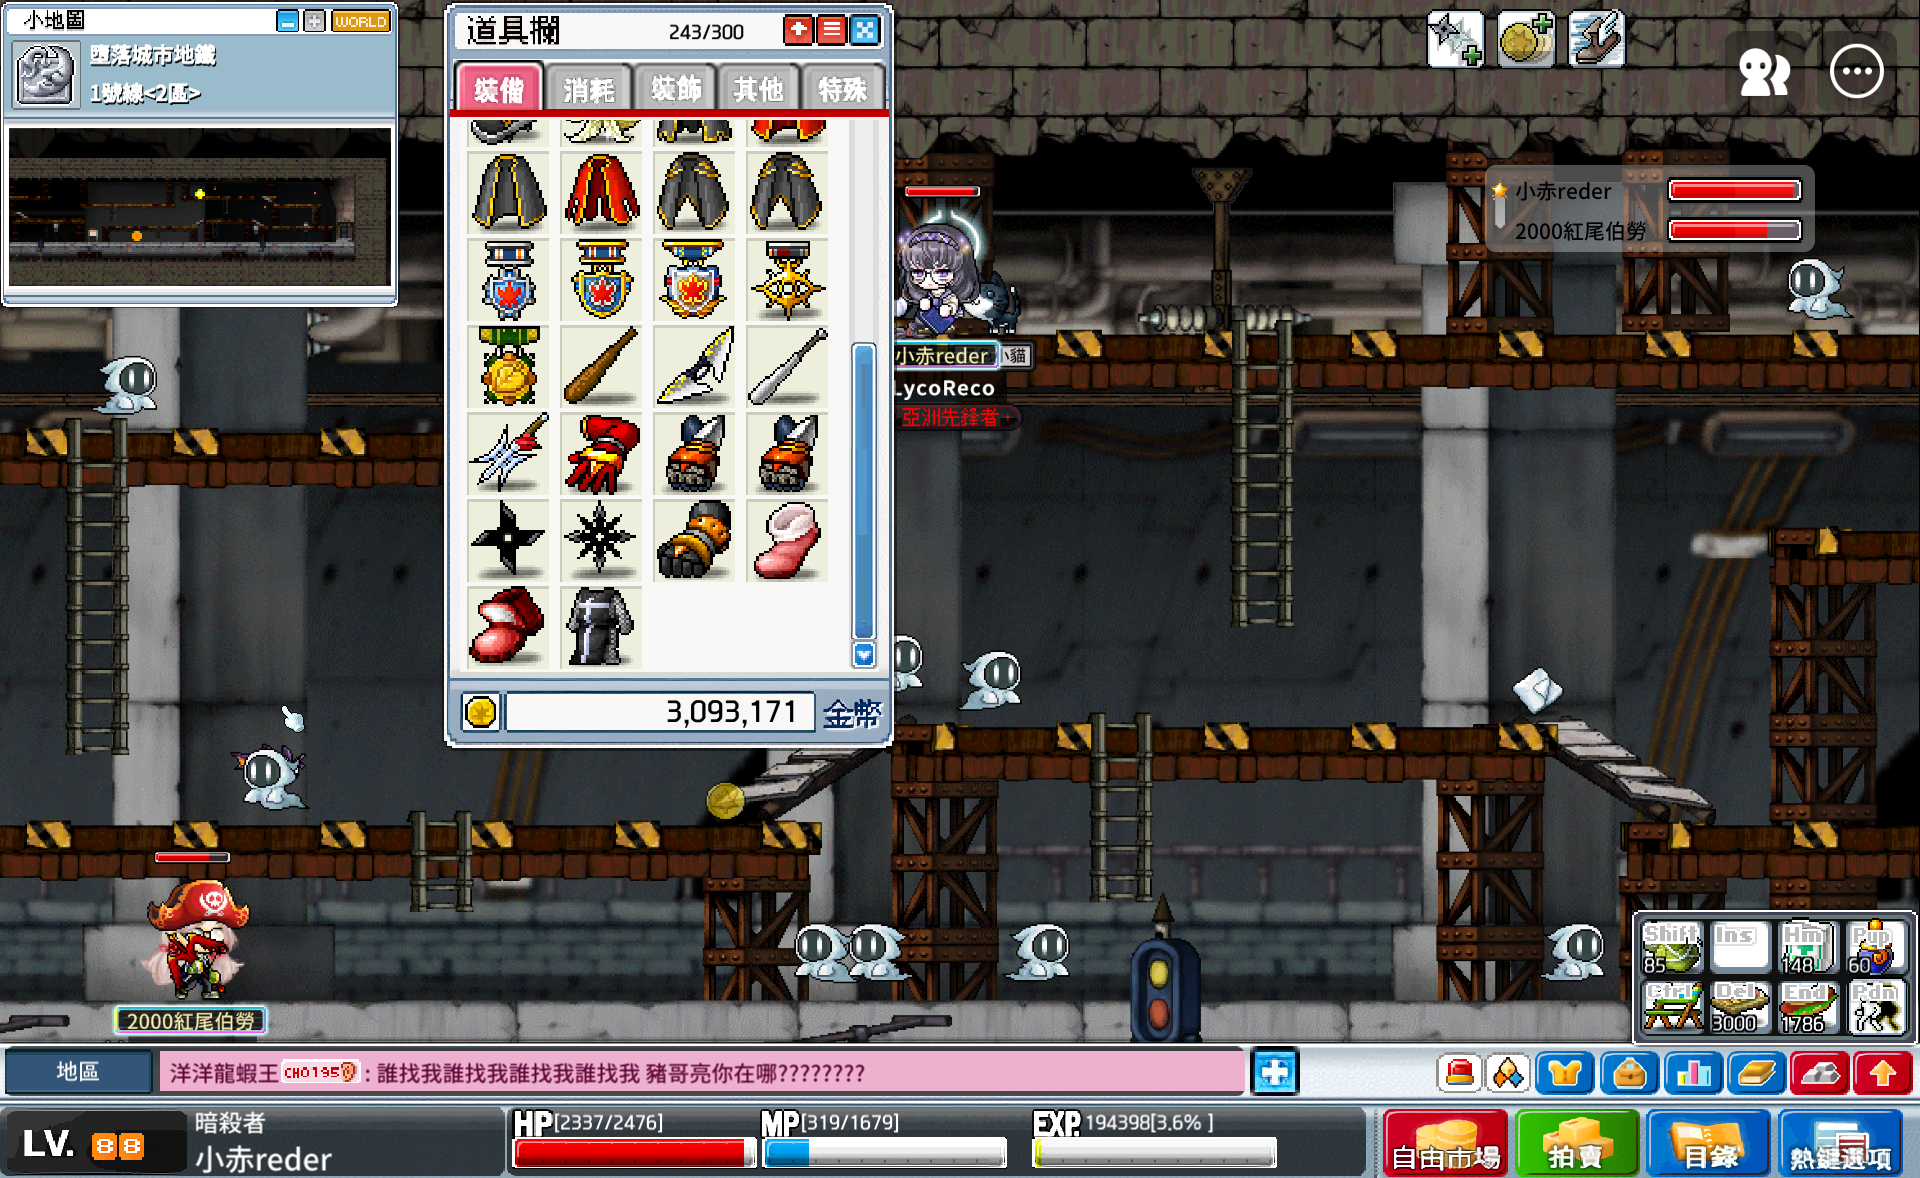 小地圖
WORLD
墮落城市地鐵
1號線<2區>
道具欄
243/300
裝備
消耗
裝飾
其他
特殊
3,093,171
金幣
小赤reder
2000紅尾伯勞
小赤reder
小貓
LycoReco
亞洲先鋒者
2000紅尾伯勞
Shift
85
Ins
Hm
148
Pup
60
Ctrl
Del
3000
End
1786
Pdn
地區
洋洋龍蝦王 CHO195 : 誰找我誰找我誰找我誰找我 豬哥亮你在哪????????
LV. 88
暗殺者
小赤reder
HP[2337/2476]
MP[319/1679]
EXP. 194398[3.6% ]
自由市場
拍賣
目錄
熱鍵選項